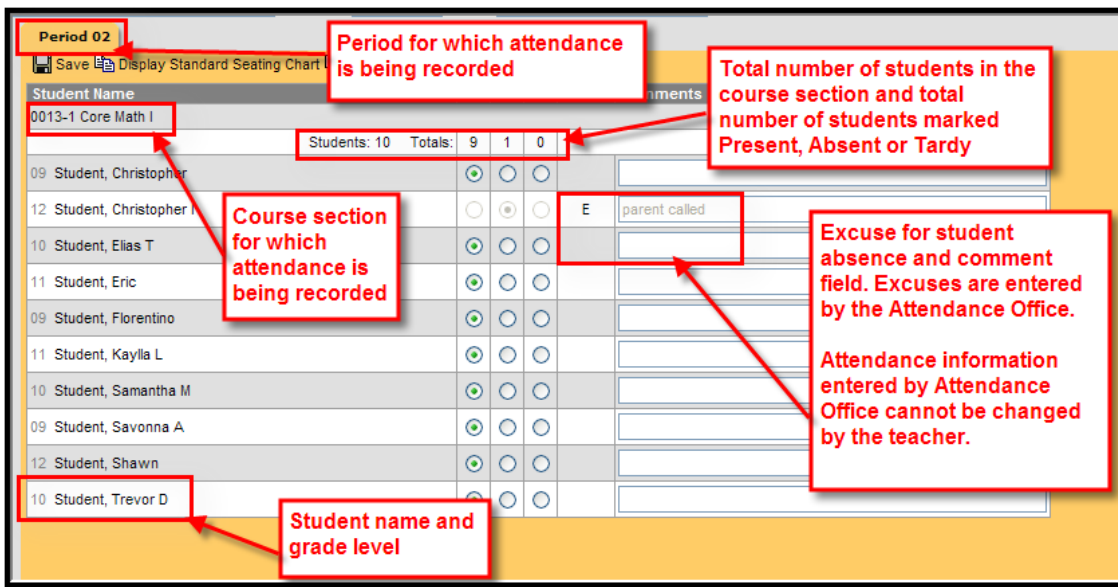 Period 02
Period for which attendance
is being recorded
Save Display Standard Seating Chart
Total number of students in the
course section and total
number of students marked
Present, Absent or Tardy
Student Name
0013-1 Core Math I
Students: 10 Totals: 9 1 0
09 Student, Christopher
12 Student, Christopher E parent called
Course section
for which
attendance is
being recorded
Excuse for student
absence and comment
field. Excuses are entered
by the Attendance Office.
Attendance information
entered by Attendance
Office cannot be changed
by the teacher.
10 Student, Elias T
11 Student, Eric
09 Student, Florentino
11 Student, Kaylla L
10 Student, Samantha M
09 Student, Savonna A
12 Student, Shawn
10 Student, Trevor D
Student name and
grade level